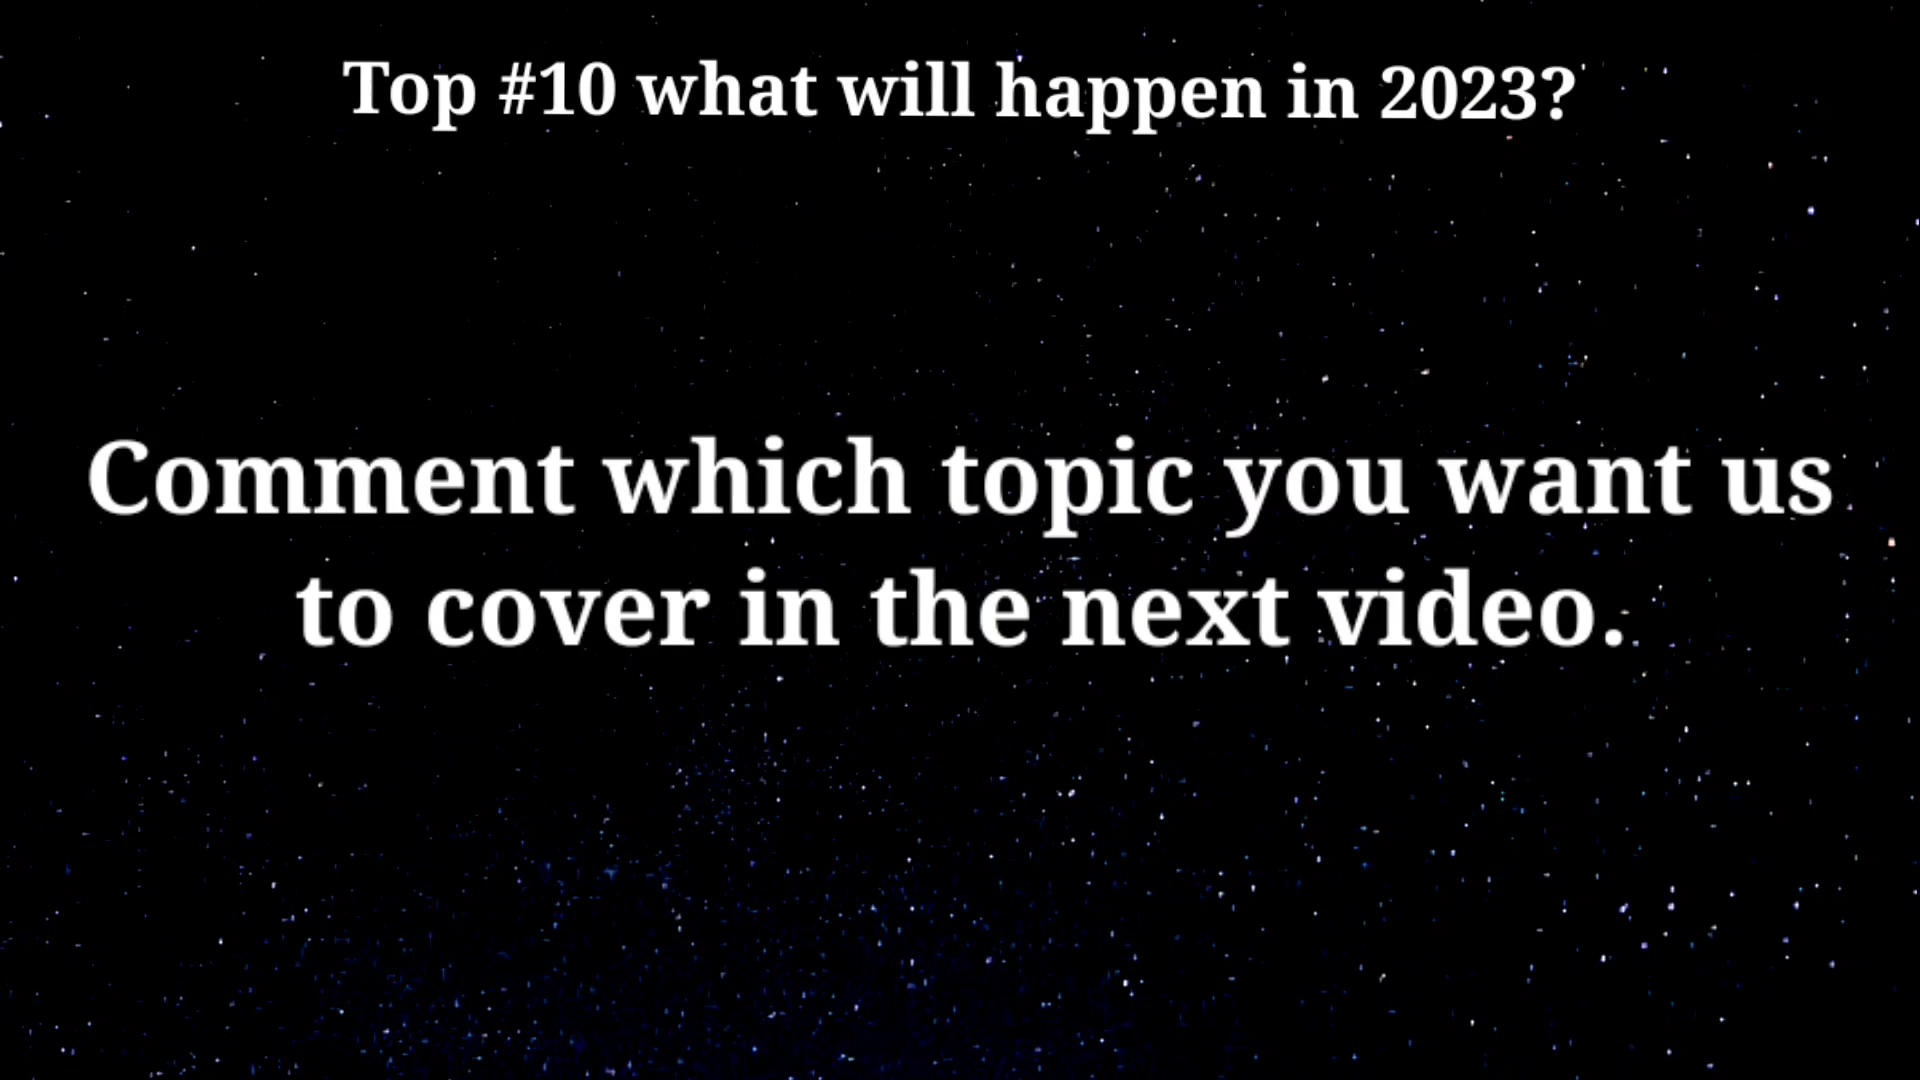 Top #10 what will happen in 2023?
Comment which topic you want us
to cover in the next video.